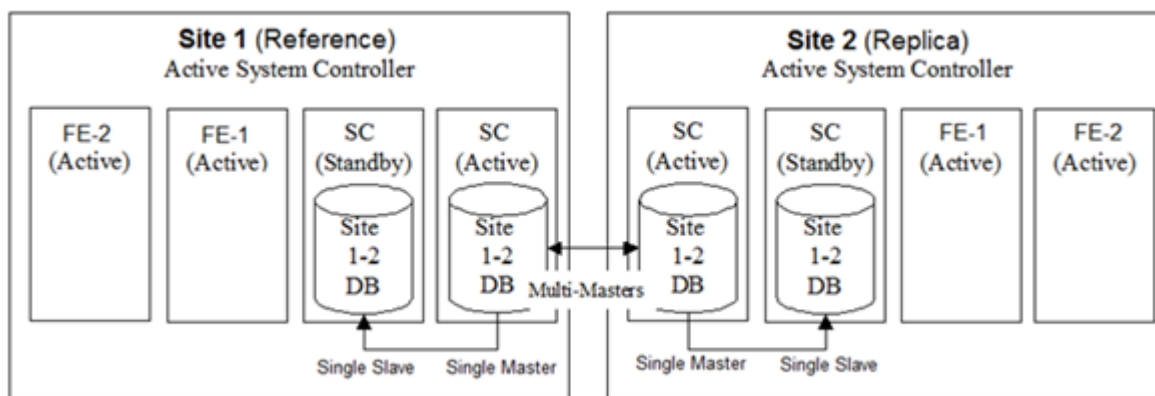 Site 1 (Reference)
Active System Controller
FE-2
(Active)
FE-1
(Active)
SC
(Standby)
Site
1-2
DB
SC
(Active)
Site
1-2
DB
Single Slave
Single Master
Multi-Masters
Site 2 (Replica)
Active System Controller
SC
(Active)
Site
1-2
DB
SC
(Standby)
Site
1-2
DB
FE-1
(Active)
FE-2
(Active)
Single Master
Single Slave